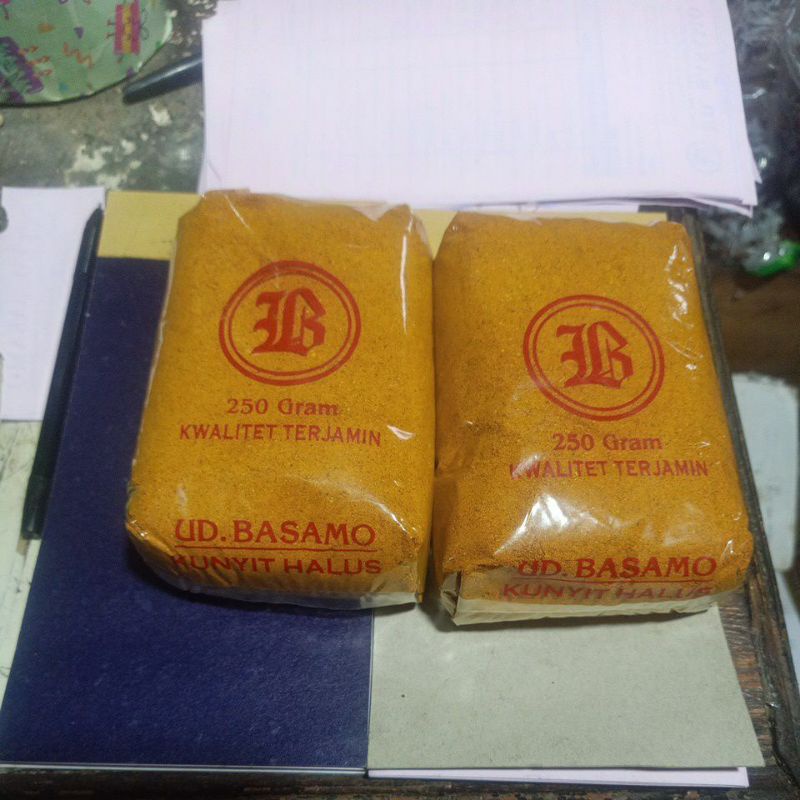 B
250 Gram
KWALITET TERJAMIN
UD. BASAMO
KUNYIT HALUS
B
250 Gram
KWALITET TERJAMIN
UD. BASAMO
KUNYIT HALUS